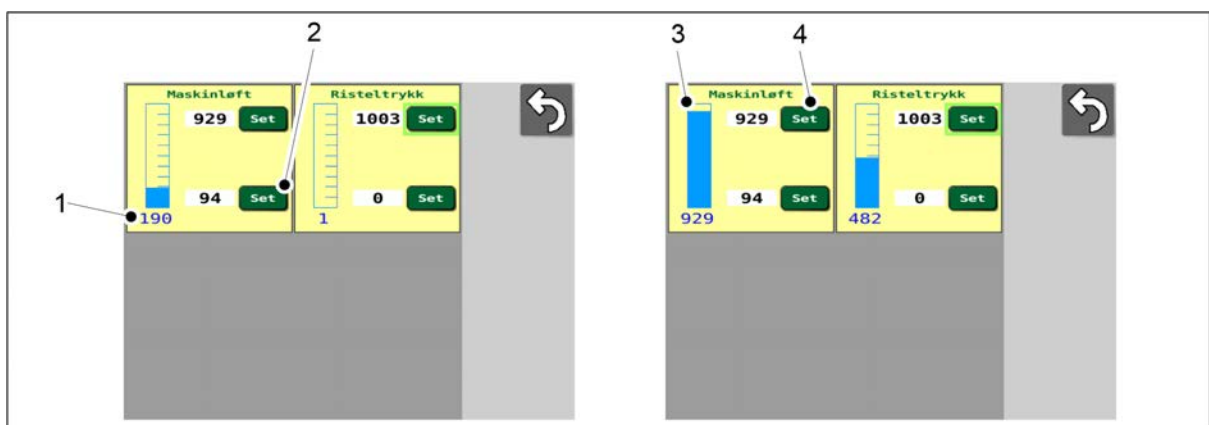 2
3
4
Maskinløft
Risteltrykk
929 Set
1003 Set
1
94 Set
0 Set
190
1
Maskinløft
Risteltrykk
929 Set
1003 Set
94 Set
0 Set
929
482